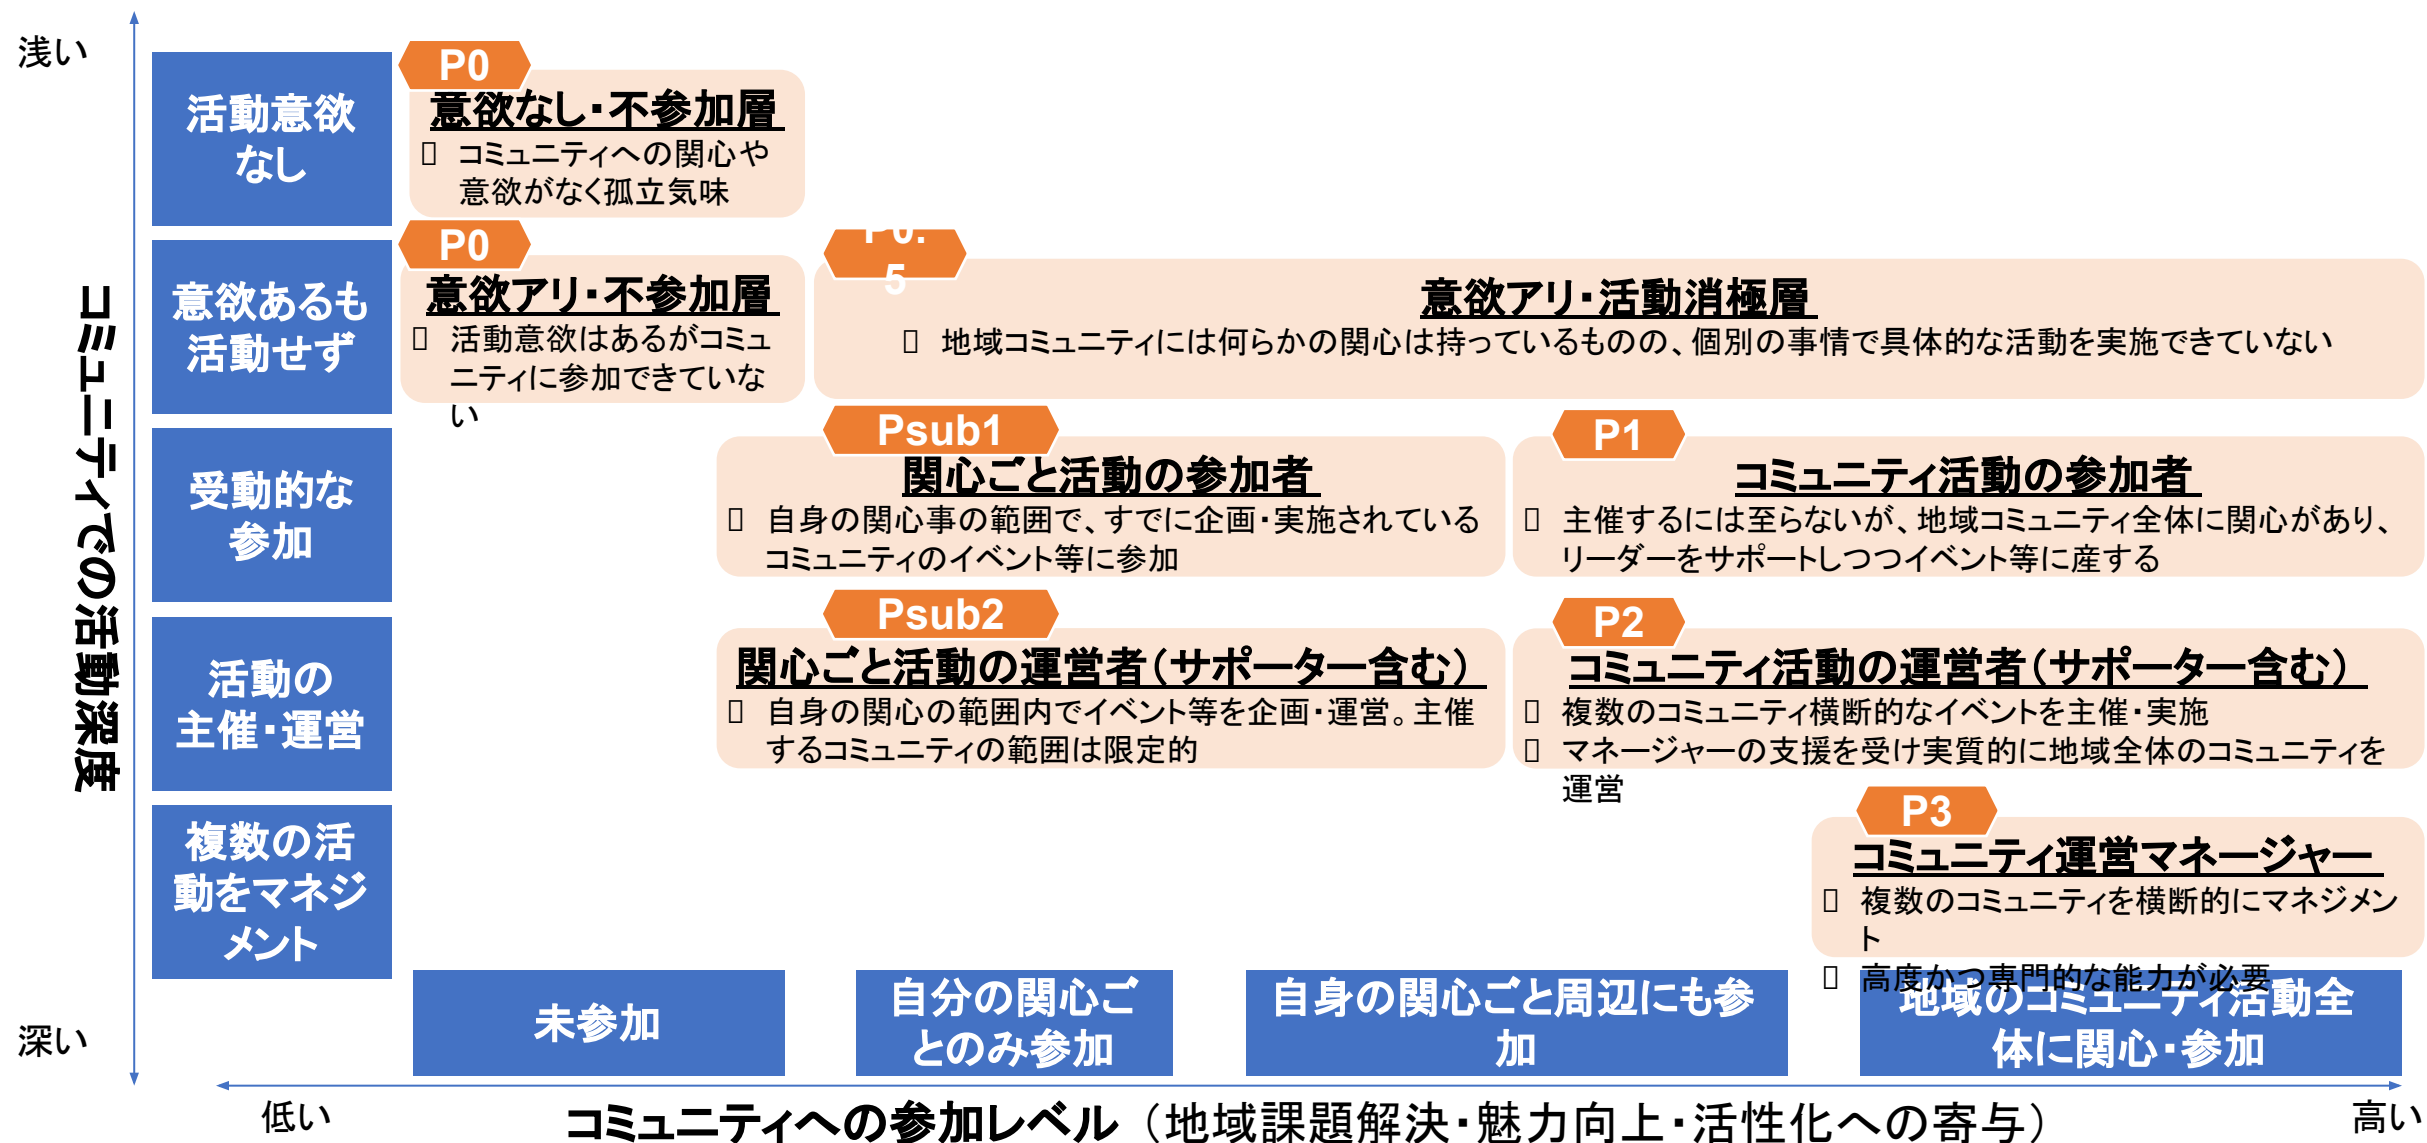 浅い
活動意欲
なし
P0
意欲なし・不参加層
コミュニティへの関心や
意欲がなく孤立気味
コミュニティでの活動深度
意欲あるも
活動せず
P0
意欲アリ・不参加層
活動意欲はあるがコミュ
ニティに参加できていな
い
P0.
5
意欲アリ・活動消極層
地域コミュニティには何らかの関心は持っているものの、個別の事情で具体的な活動を実施できていない
受動的な
参加
Psub1
関心ごと活動の参加者
自身の関心事の範囲で、すでに企画・実施されている
コミュニティのイベント等に参加
P1
コミュニティ活動の参加者
主催するには至らないが、地域コミュニティ全体に関心があり、
リーダーをサポートしつつイベント等に産する
活動の
主催・運営
Psub2
関心ごと活動の運営者（サポーター含む）
自身の関心の範囲内でイベント等を企画・運営。主催
するコミュニティの範囲は限定的
P2
コミュニティ活動の運営者（サポーター含む）
複数のコミュニティ横断的なイベントを主催・実施
マネージャーの支援を受け実質的に地域全体のコミュニティを
運営
複数の活
動をマネジ
メント
P3
コミュニティ運営マネージャー
複数のコミュニティを横断的にマネジメン
ト
高度かつ専門的な能力が必要
深い
未参加
自分の関心ご
とのみ参加
自身の関心ごと周辺にも参
加
地域のコミュニティ活動全
体に関心・参加
低い
コミュニティへの参加レベル（地域課題解決・魅力向上・活性化への寄与）
高い